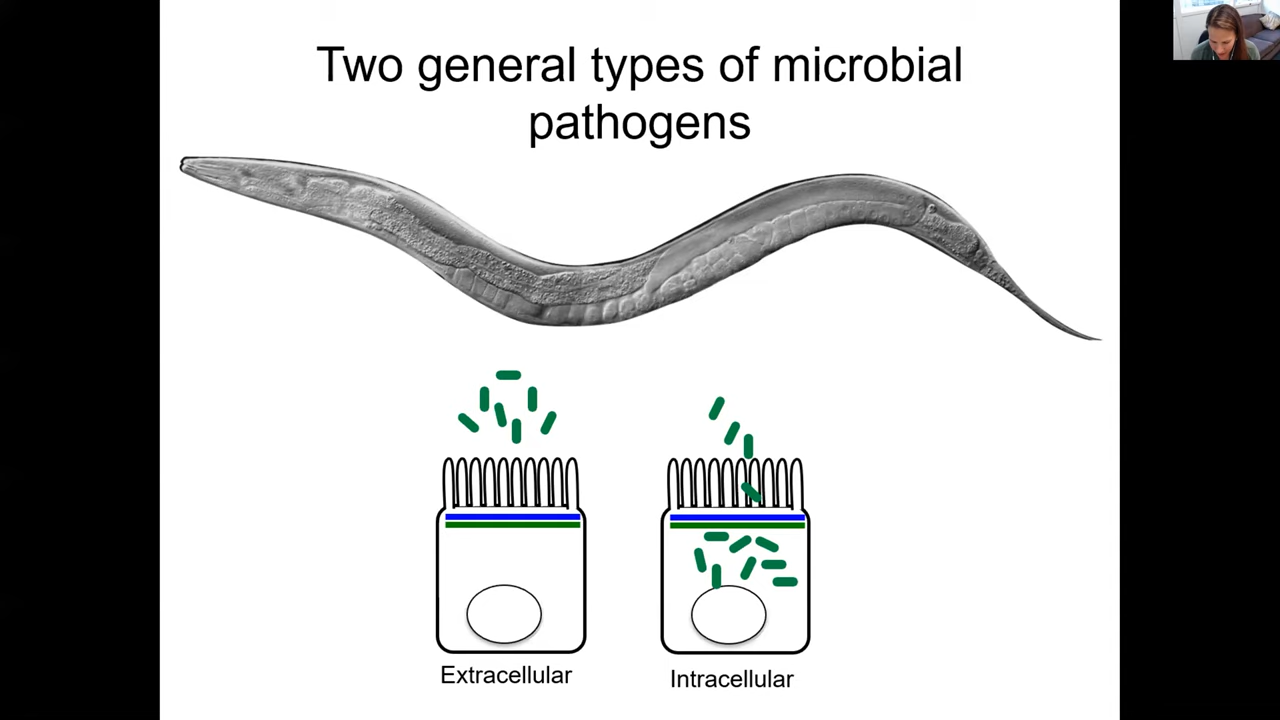 Two general types of microbial
pathogens
Extracellular
Intracellular